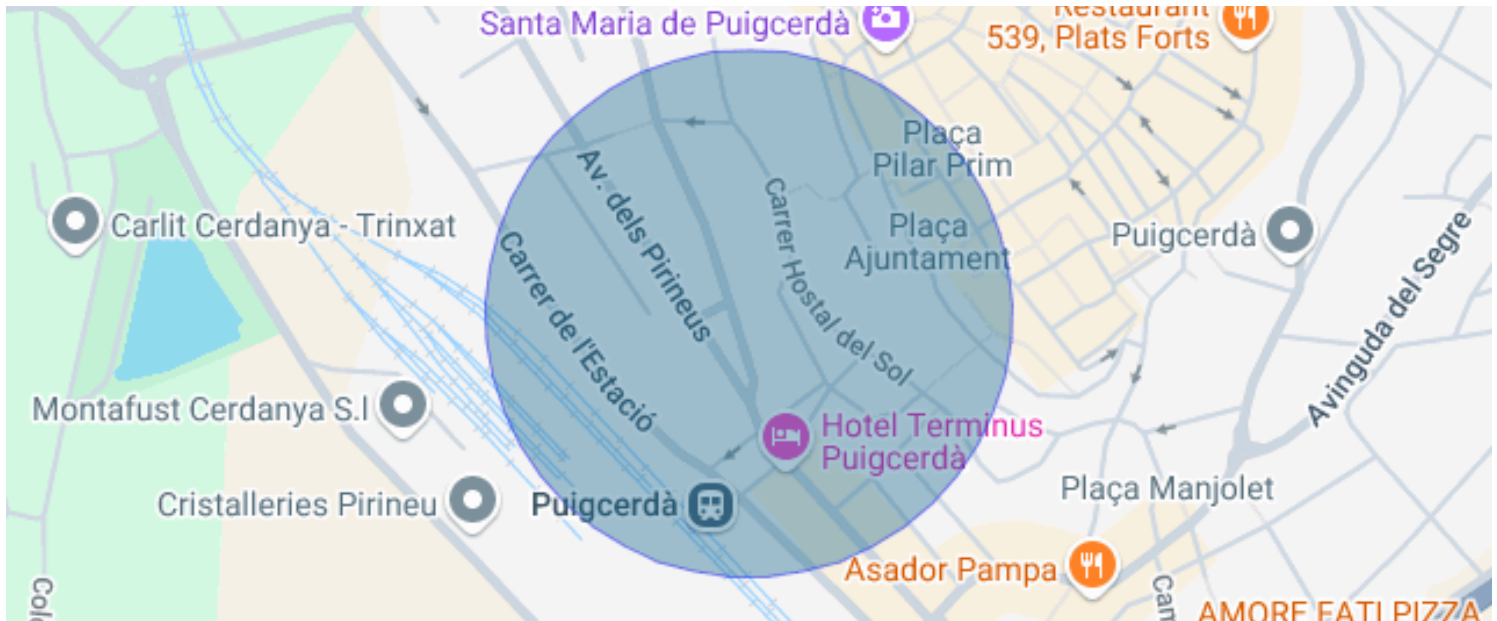 Santa Maria de Puigcerdà
Restaurant
539, Plats Forts
Plaça
Pilar Prim
Av. dels Pirineus
Carrer Hostal del Sol
Carlit Cerdanya - Trinxat
Plaça
Ajuntament
Puigcerdà
Carrer de l'Estació
Avinguda del Segre
Montafust Cerdanya S.l
Hotel Terminus
Puigcerdà
Cristalleries Pirineu
Puigcerdà
Plaça Manjolet
Asador Pampa
AMORE EATI PIZZA